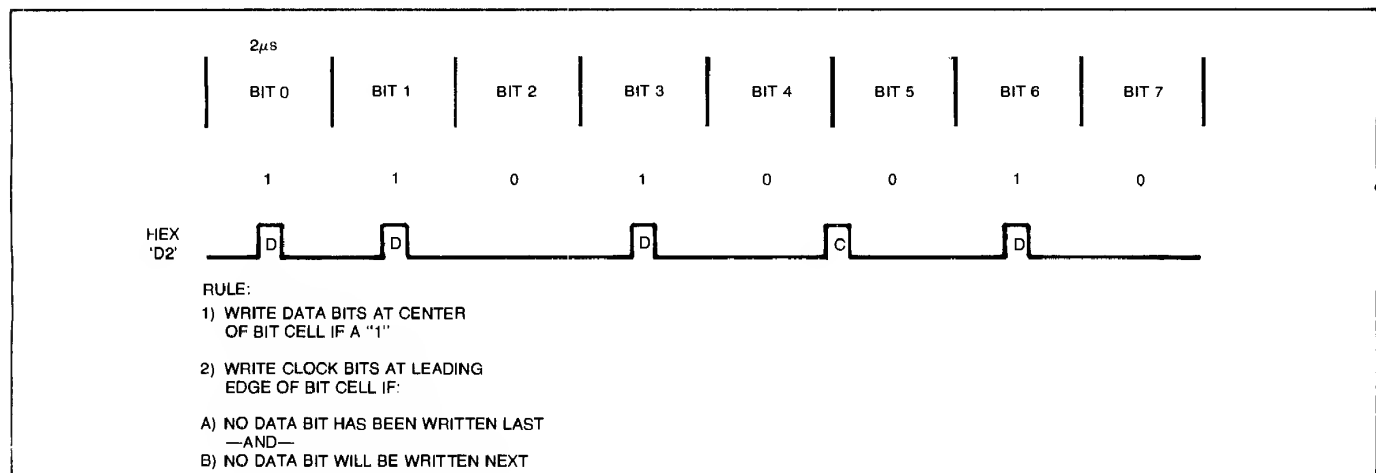 2μs
BIT 0 BIT 1 BIT 2 BIT 3 BIT 4 BIT 5 BIT 6 BIT 7
1 1 0 1 0 0 1 0
HEX
'D2'
D D D C D
RULE:
1) WRITE DATA BITS AT CENTER
OF BIT CELL IF A "1"
2) WRITE CLOCK BITS AT LEADING
EDGE OF BIT CELL IF:
A) NO DATA BIT HAS BEEN WRITTEN LAST
—AND—
B) NO DATA BIT WILL BE WRITTEN NEXT